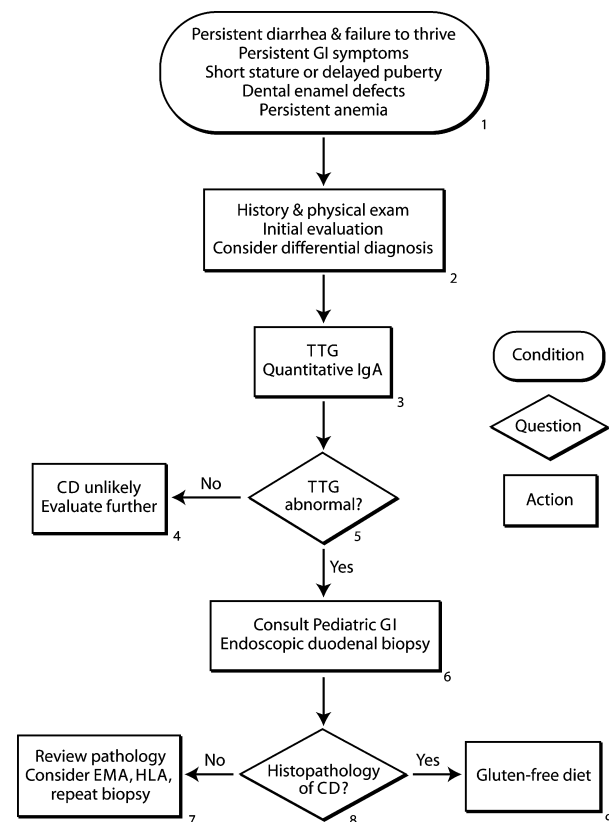 Persistent diarrhea & failure to thrive
Persistent GI symptoms
Short stature or delayed puberty
Dental enamel defects
Persistent anemia
1
History & physical exam
Initial evaluation
Consider differential diagnosis
2
TTG
Quantitative IgA
3
Condition
Question
Action
TTG
abnormal?
5
No
CD unlikely
Evaluate further
4
Yes
Consult Pediatric GI
Endoscopic duodenal biopsy
6
Histopathology
of CD?
8
No
Review pathology
Consider EMA, HLA,
repeat biopsy
7
Yes
Gluten-free diet
9